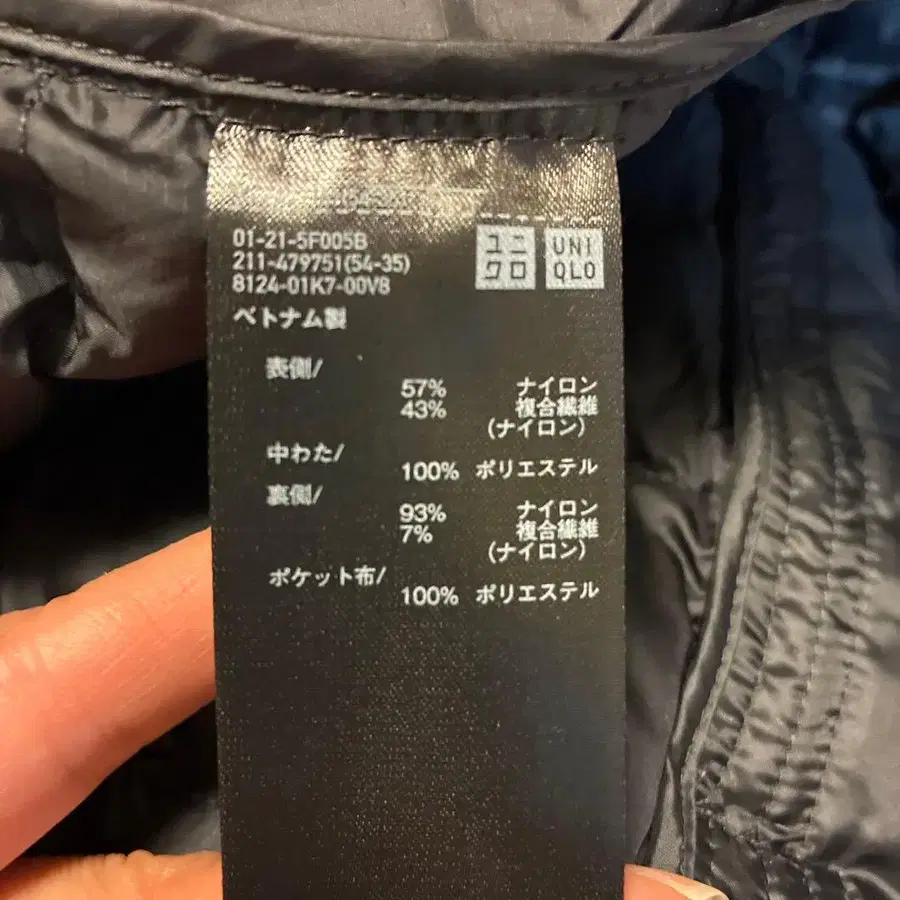 01-21-5F005B
211-479751(54-35)
8124-01K7-00V8
ユニ
クロ
UNI
QLO
ベトナム製
表側/
57% ナイロン
43% 複合繊維
(ナイロン)
中わた/
100% ポリエステル
裏側/
93% ナイロン
7% 複合繊維
(ナイロン)
ポケット布/
100% ポリエステル